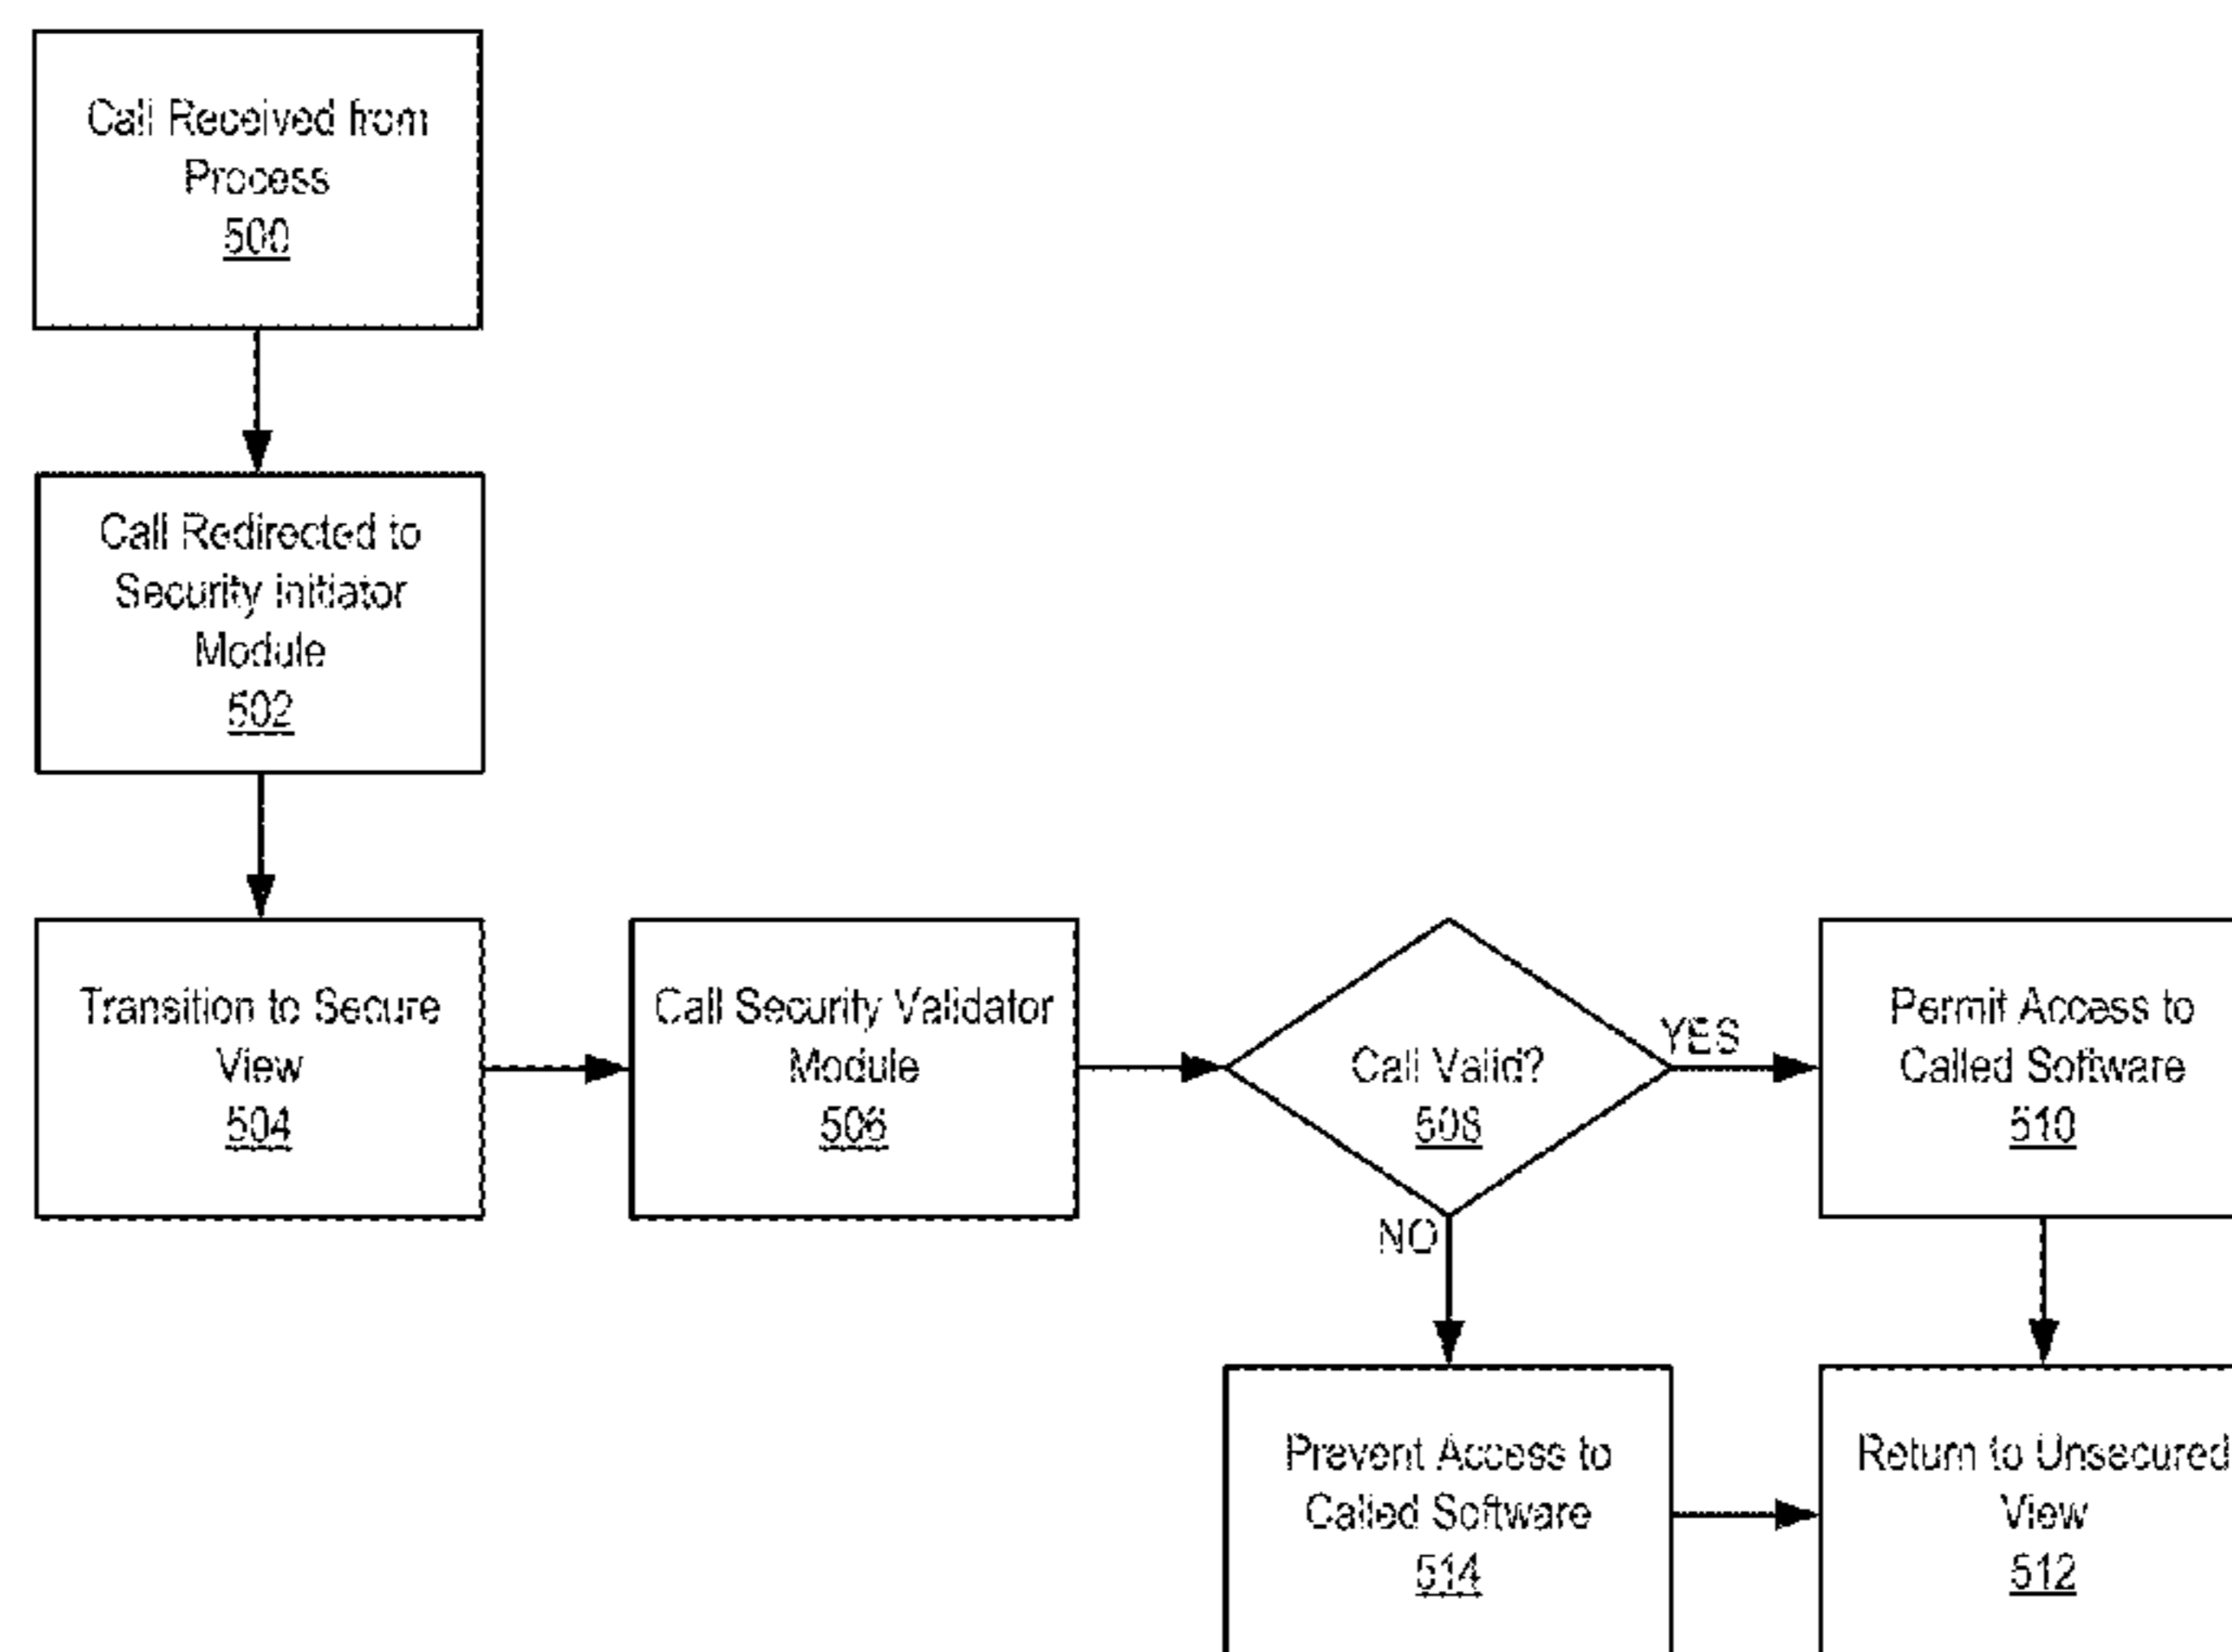 Call Received from
Process
500
Call Redirected to
Security Initiator
Module
502
Transition to Secure
View
504
Call Security Validator
Module
506
Call Valid?
508
YES
NO
Permit Access to
Called Software
510
Prevent Access to
Called Software
514
Return to Unsecured
View
512